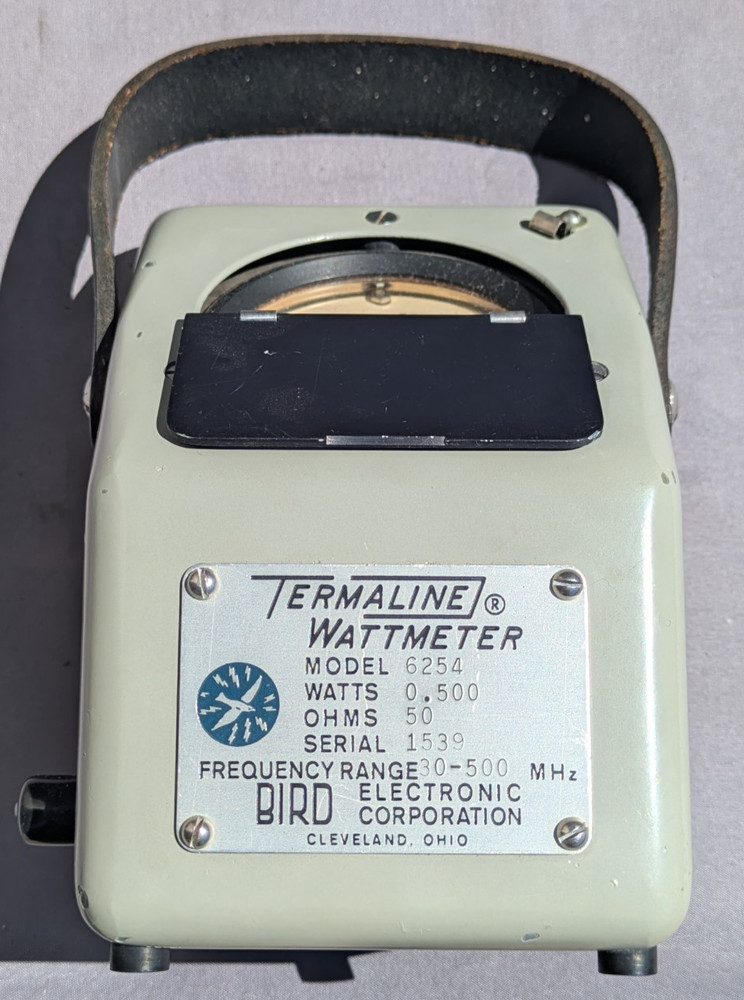 TERMALINE®
WATTMETER
MODEL 6254
WATTS 0.500
OHMS 50
SERIAL 1539
FREQUENCY RANGE 30-500 MHz
BIRD ELECTRONIC
CORPORATION
CLEVELAND, OHIO